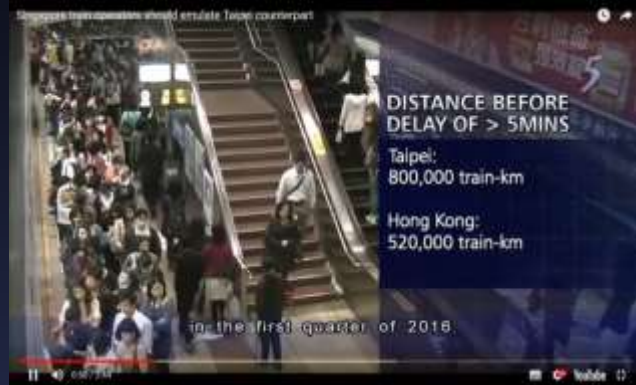 Singapore train operators should emulate Taipei counterpart
5
DISTANCE BEFORE
DELAY OF > 5MINS
Taipei:
800,000 train-km
Hong Kong:
520,000 train-km
in the first quarter of 2016.
YouTube